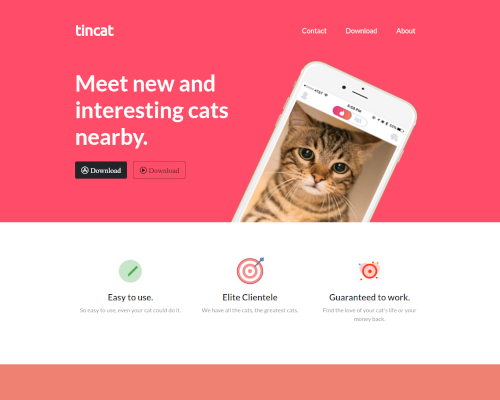 tincat
Contact Download About
Meet new and
interesting cats
nearby.
Download Download
Easy to use. Elite Clientele Guaranteed to work.
So easy to use, even your cat could do it. We have all the cats, the greatest cats. Find the love of your cat's life or your
money back.